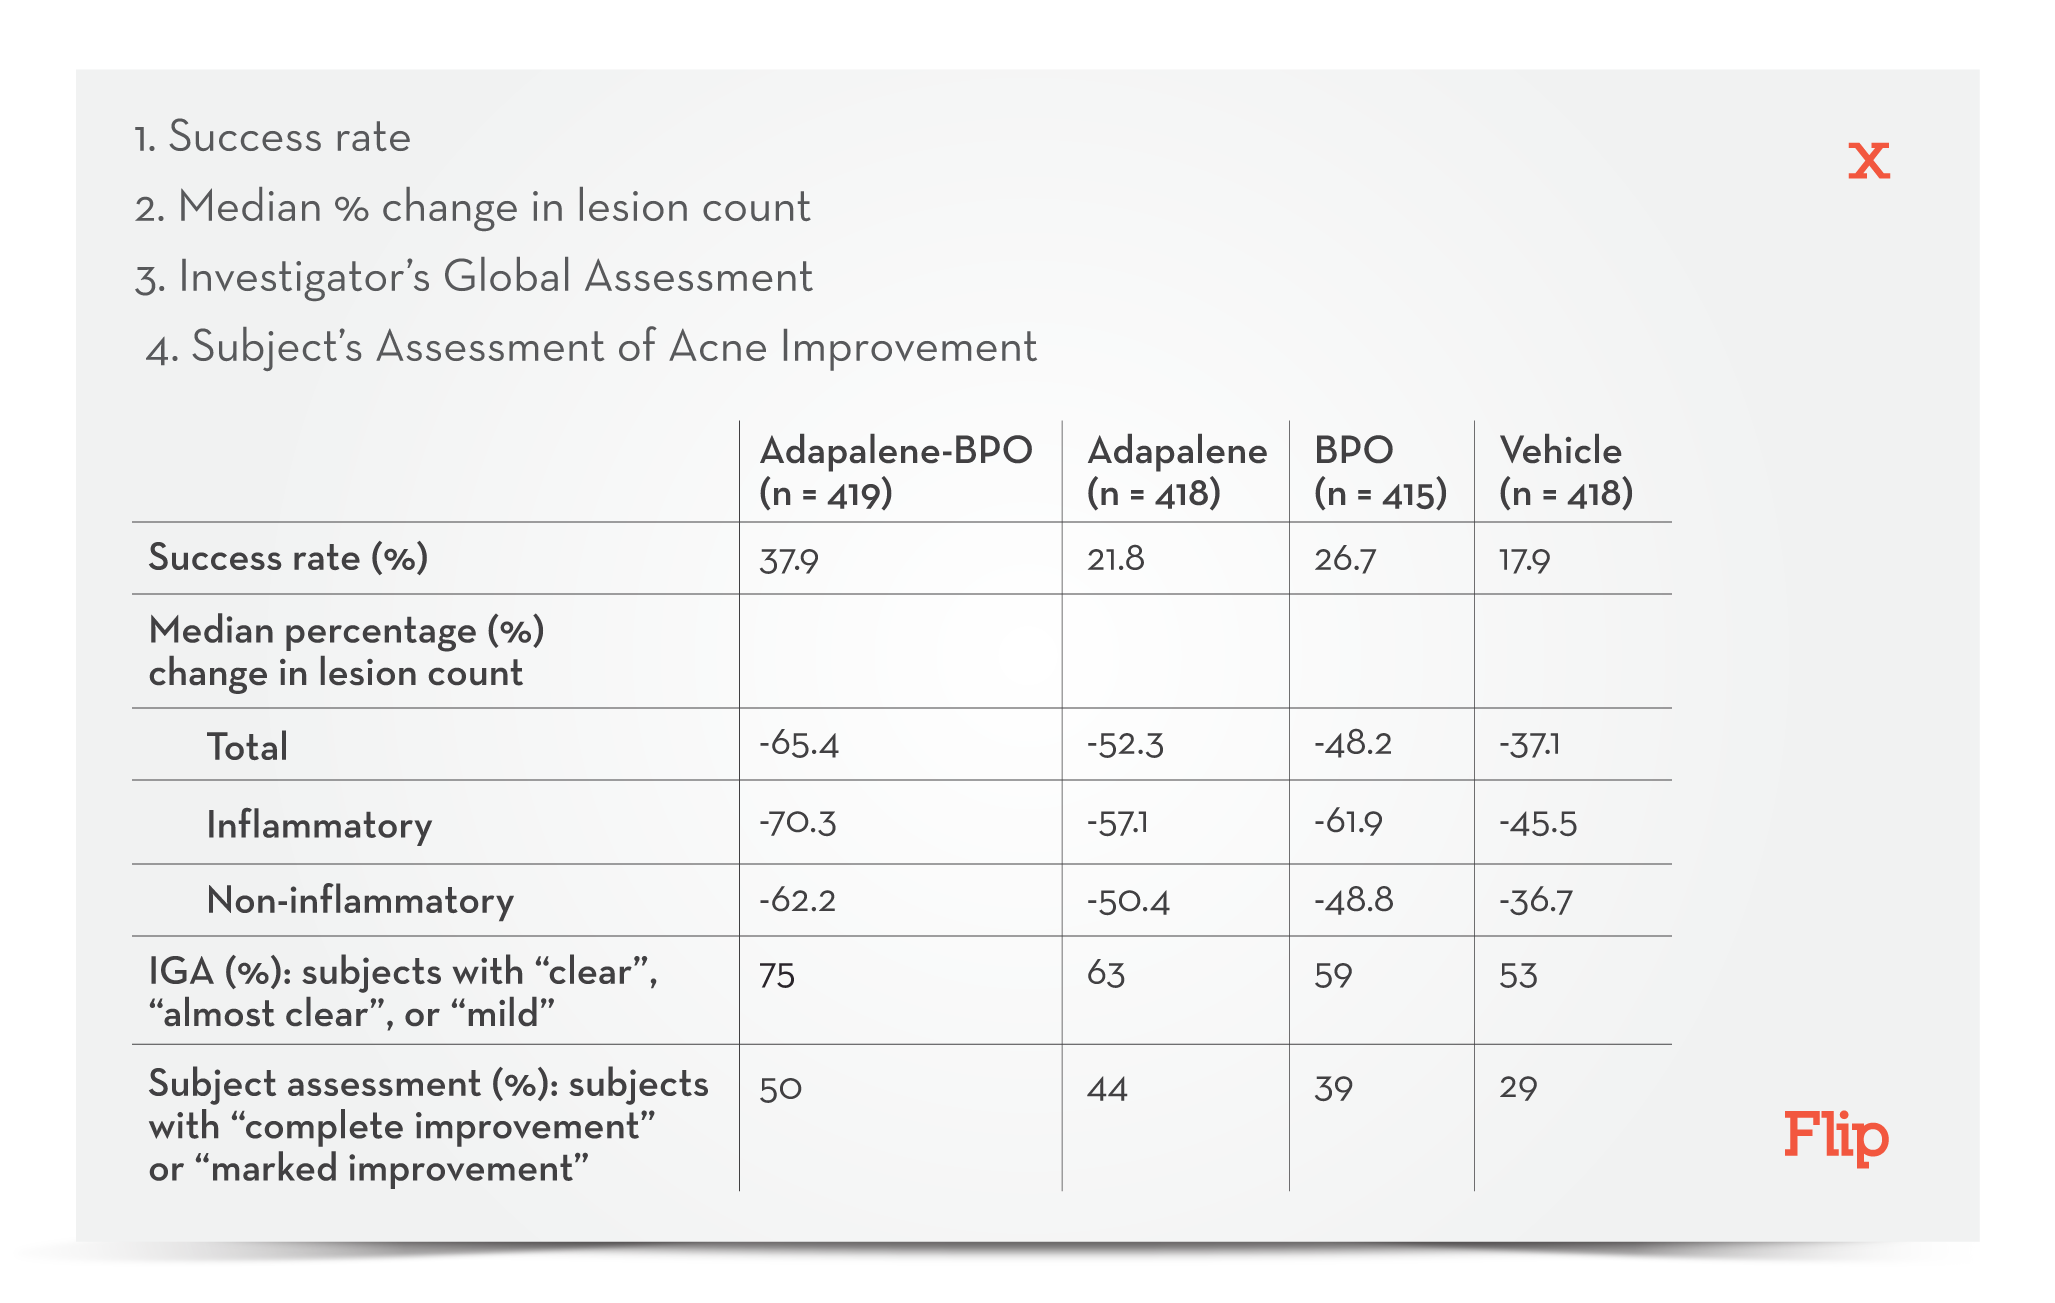 1. Success rate
X
2. Median % change in lesion count
3. Investigator’s Global Assessment
4. Subject’s Assessment of Acne Improvement
Adapalene-BPO Adapalene BPO Vehicle
(n = 419) (n = 418) (n = 415) (n = 418)
Success rate (%) 37.9 21.8 26.7 17.9
Median percentage (%)
change in lesion count
Total -65.4 -52.3 -48.2 -37.1
Inflammatory -70.3 -57.1 -61.9 -45.5
Non-inflammatory -62.2 -50.4 -48.8 -36.7
IGA (%): subjects with “clear”, 75 63 59 53
“almost clear”, or “mild”
Subject assessment (%): subjects 50 44 39 29
with “complete improvement”
or “marked improvement”
Flip